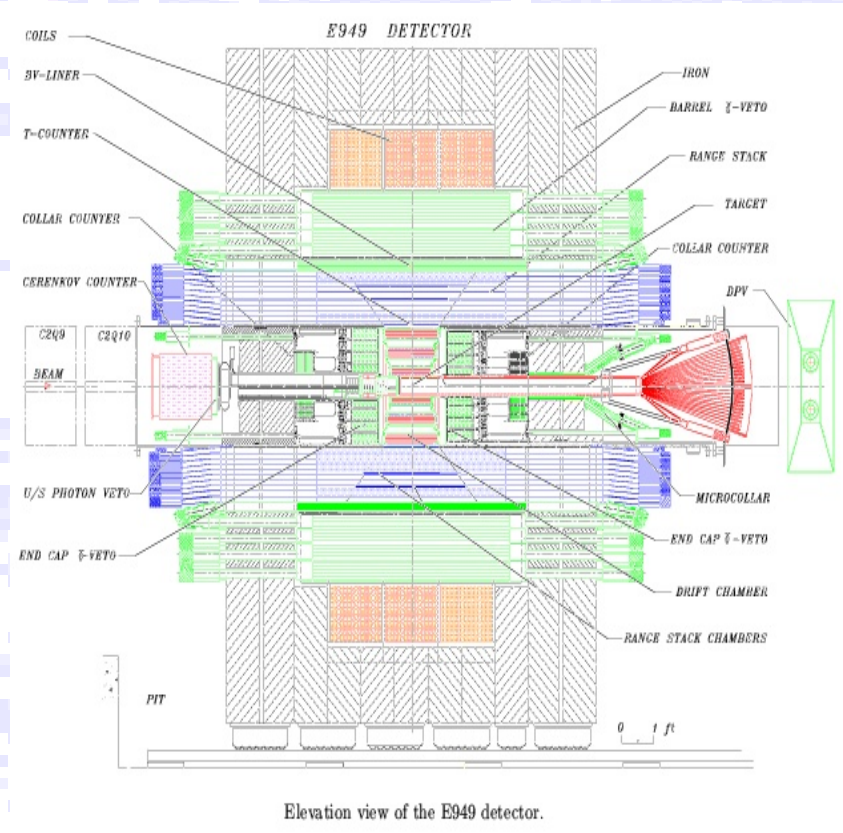 E949 DETECTOR
COILS
BV-LINER
T-COUNTER
COLLAR COUNTER
CERENKOV COUNTER
C2Q9
C2Q10
BEAM
U/S PHOTON VETO
END CAP γ-VETO
IRON
BARREL γ-VETO
RANGE STACK
TARGET
COLLAR COUNTER
DPV
MICROCOLLAR
END CAP γ-VETO
DRIFT CHAMBER
RANGE STACK CHAMBERS
PIT
0 1 ft
Elevation view of the E949 detector.